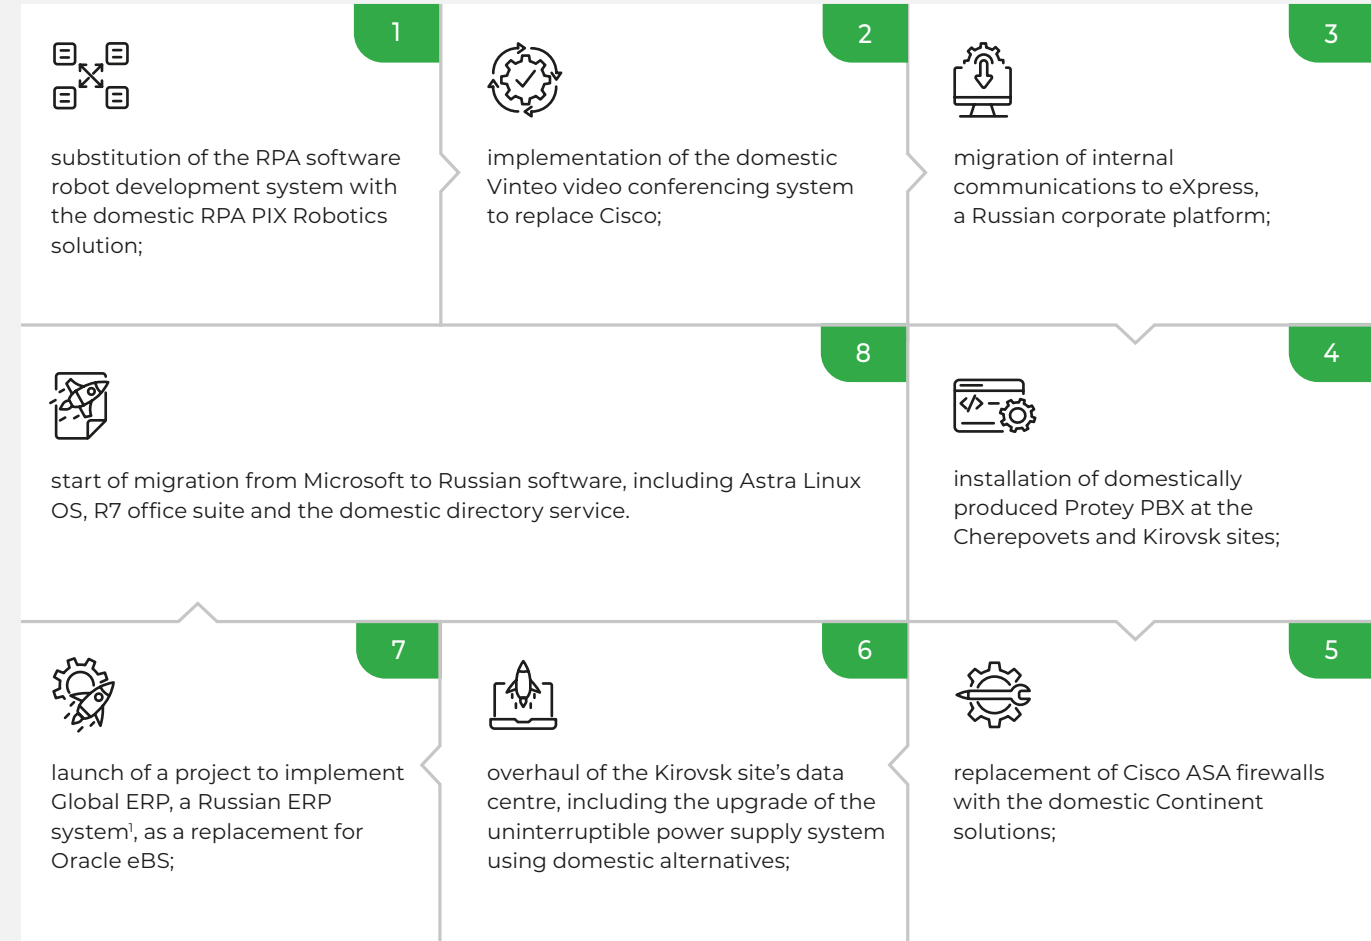 1
substitution of the RPA software
robot development system with
the domestic RPA PIX Robotics
solution;
2
implementation of the domestic
Vinteo video conferencing system
to replace Cisco;
3
migration of internal
communications to eXpress,
a Russian corporate platform;
4
installation of domestically
produced Protey PBX at the
Cherepovets and Kirovsk sites;
5
replacement of Cisco ASA firewalls
with the domestic Continent
solutions;
6
overhaul of the Kirovsk site’s data
centre, including the upgrade of the
uninterruptible power supply system
using domestic alternatives;
7
launch of a project to implement
Global ERP, a Russian ERP
system¹, as a replacement for
Oracle eBS;
8
start of migration from Microsoft to Russian software, including Astra Linux
OS, R7 office suite and the domestic directory service.